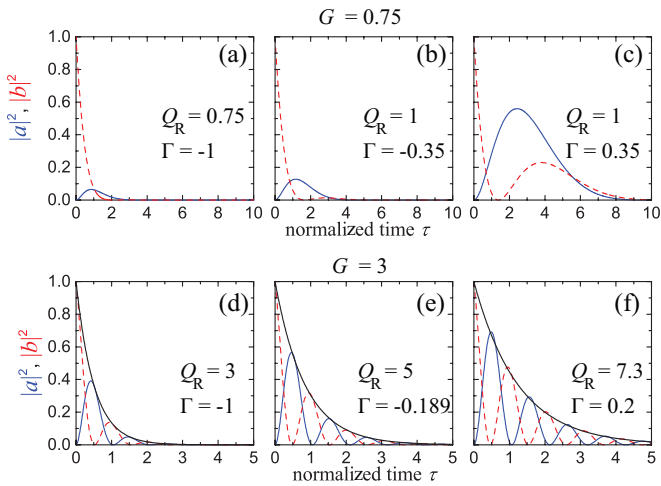 G = 0.75
(a) (b) (c)
1.0
0.8
0.6
0.4
0.2
0.0
|a|², |b|²
Q_R = 0.75
Γ = -1
Q_R = 1
Γ = -0.35
Q_R = 1
Γ = 0.35
0 2 4 6 8 10 0 2 4 6 8 10 0 2 4 6 8 10
normalized time τ
G = 3
(d) (e) (f)
1.0
0.8
0.6
0.4
0.2
0.0
|a|², |b|²
Q_R = 3
Γ = -1
Q_R = 5
Γ = -0.189
Q_R = 7.3
Γ = 0.2
0 1 2 3 4 5 0 1 2 3 4 5 0 1 2 3 4 5
normalized time τ